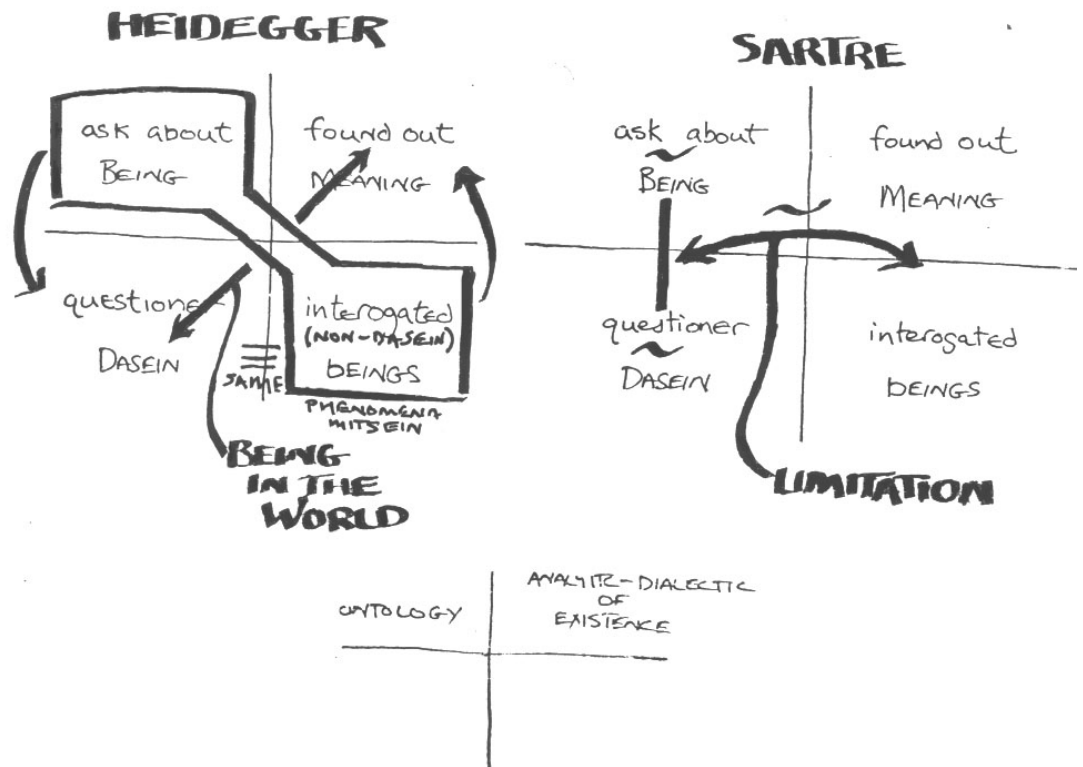 HEIDEGGER
ask about
BEING
found out
MEANING
questioner
DASEIN
SAME
interogated
(NON-DASEIN)
beings
PHENOMENA
MITSEIN
BEING
IN THE
WORLD
SARTRE
ask about
BEING
found out
MEANING
questioner
DASEIN
interogated
beings
LIMITATION
ONTOLOGY
ANALYTIC-DIALECTIC
OF
EXISTENCE